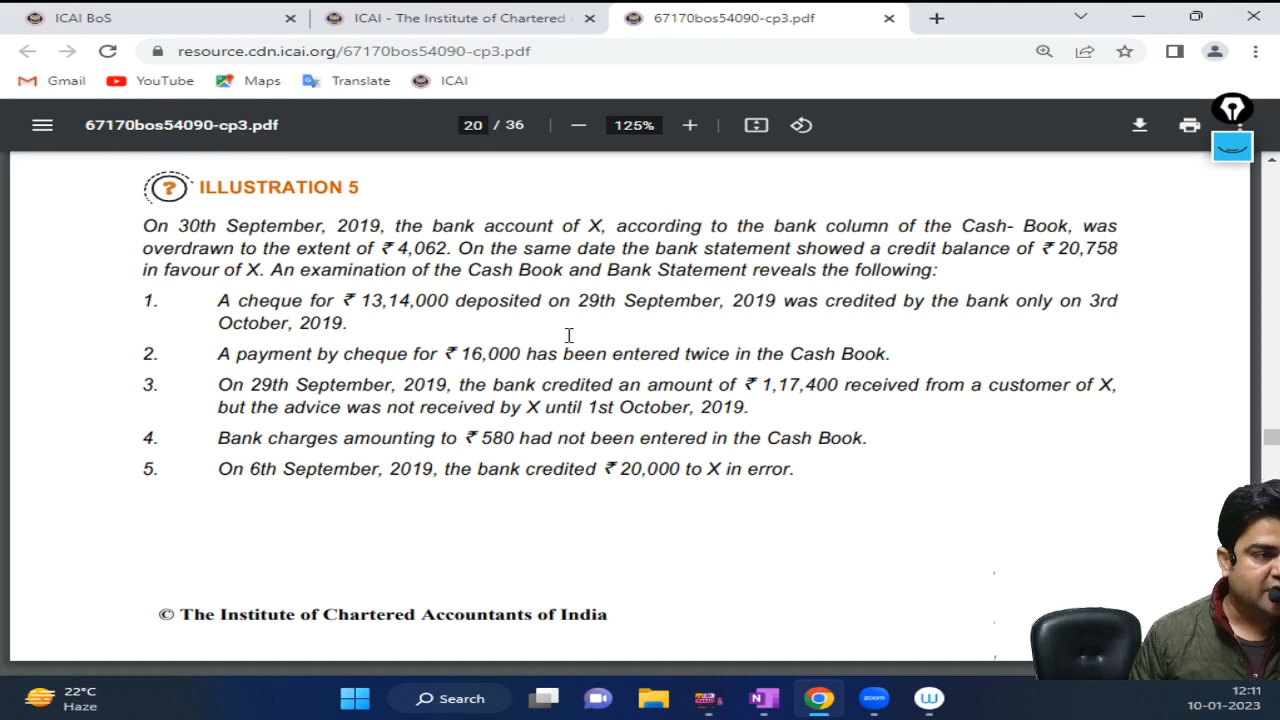 ICAI BoS
ICAI - The Institute of Chartered
67170bos54090-cp3.pdf
resource.cdn.icai.org/67170bos54090-cp3.pdf
Gmail YouTube Maps Translate ICAI
67170bos54090-cp3.pdf 20 / 36 125%
ILLUSTRATION 5
On 30th September, 2019, the bank account of X, according to the bank column of the Cash- Book, was
overdrawn to the extent of ₹ 4,062. On the same date the bank statement showed a credit balance of ₹ 20,758
in favour of X. An examination of the Cash Book and Bank Statement reveals the following:
1. A cheque for ₹ 13,14,000 deposited on 29th September, 2019 was credited by the bank only on 3rd
October, 2019.
2. A payment by cheque for ₹ 16,000 has been entered twice in the Cash Book.
3. On 29th September, 2019, the bank credited an amount of ₹ 1,17,400 received from a customer of X,
but the advice was not received by X until 1st October, 2019.
4. Bank charges amounting to ₹ 580 had not been entered in the Cash Book.
5. On 6th September, 2019, the bank credited ₹ 20,000 to X in error.
© The Institute of Chartered Accountants of India
22°C
Haze
Search
zoom
12:11
10-01-2023